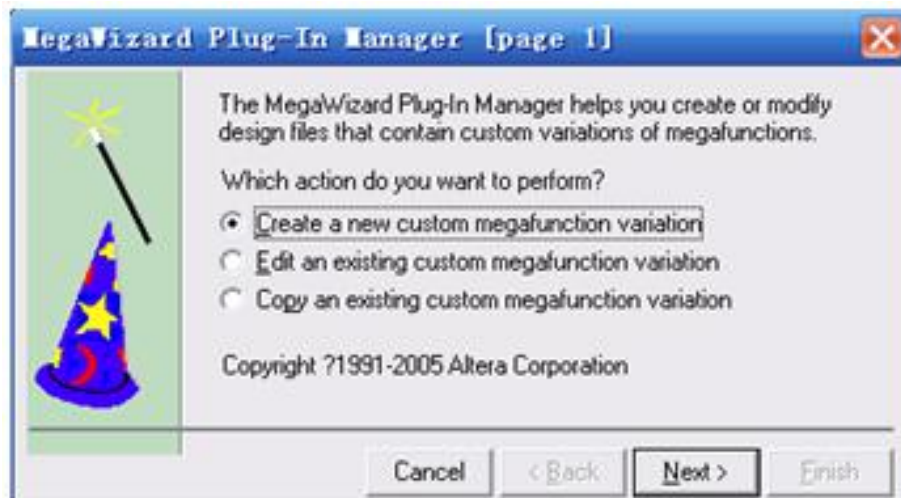 MegaWizard Plug-In Manager [page 1]
The MegaWizard Plug-In Manager helps you create or modify
design files that contain custom variations of megafunctions.
Which action do you want to perform?
Create a new custom megafunction variation
Edit an existing custom megafunction variation
Copy an existing custom megafunction variation
Copyright ?1991-2005 Altera Corporation
Cancel < Back Next > Finish